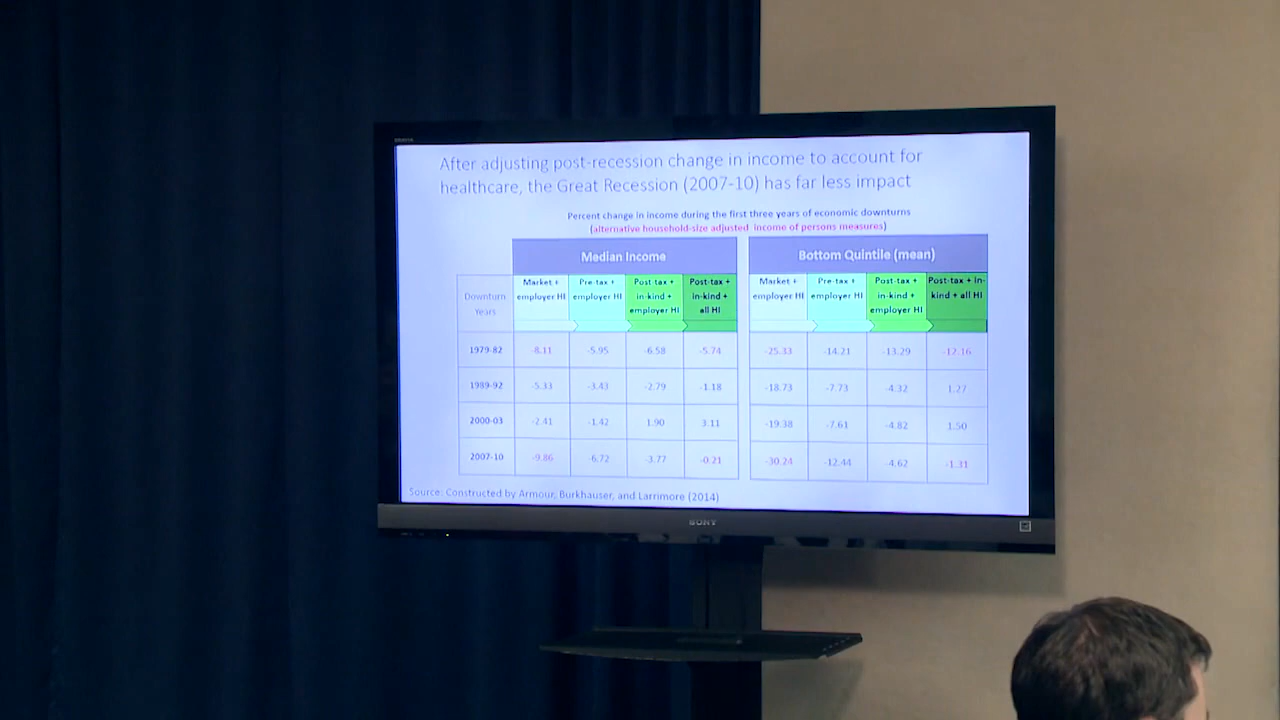 After adjusting post-recession change in income to account for
healthcare, the Great Recession (2007-10) has far less impact
Percent change in income during the first three years of economic downturns
(alternative household-size adjusted income of persons measures)
Median Income
Bottom Quintile (mean)
Downturn Years
Market + employer HI
Pre-tax + employer HI
Post-tax + in-kind + employer HI
Post-tax + in-kind + all HI
Market + employer HI
Pre-tax + employer HI
Post-tax + in-kind + employer HI
Post-tax + in-kind + all HI
1979-82 -8.11 -5.95 -6.58 -5.74 -25.33 -14.21 -13.29 -12.16
1989-92 -5.33 -3.43 -2.79 -1.18 -18.73 -7.73 -4.32 1.27
2000-03 -2.41 -1.42 1.90 3.11 -19.38 -7.61 -4.82 1.50
2007-10 -9.86 -6.72 -3.77 -0.21 -30.24 -12.44 -4.62 -1.31
Source: Constructed by Armour, Burkhauser, and Larrimore (2014)
SONY